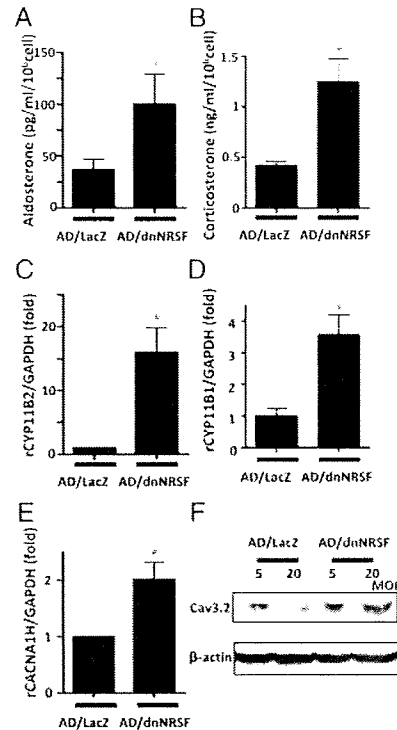 A
B
Aldosterone (pg/ml/10⁶cell)
150
100
50
0
AD/LacZ AD/dnNRSF
Corticosterone (ng/ml/10⁶cell)
1.5
1
0.5
0
AD/LacZ AD/dnNRSF
C
D
rCYP11B2/GAPDH (fold)
20
10
0
AD/LacZ AD/dnNRSF
rCYP11B1/GAPDH (fold)
4
3
2
1
0
AD/LacZ AD/dnNRSF
E
F
rCACNA1H/GAPDH (fold)
2
1
0
AD/LacZ AD/dnNRSF
AD/LacZ AD/dnNRSF
5 20 5 20
MOI
Cav3.2
β-actin